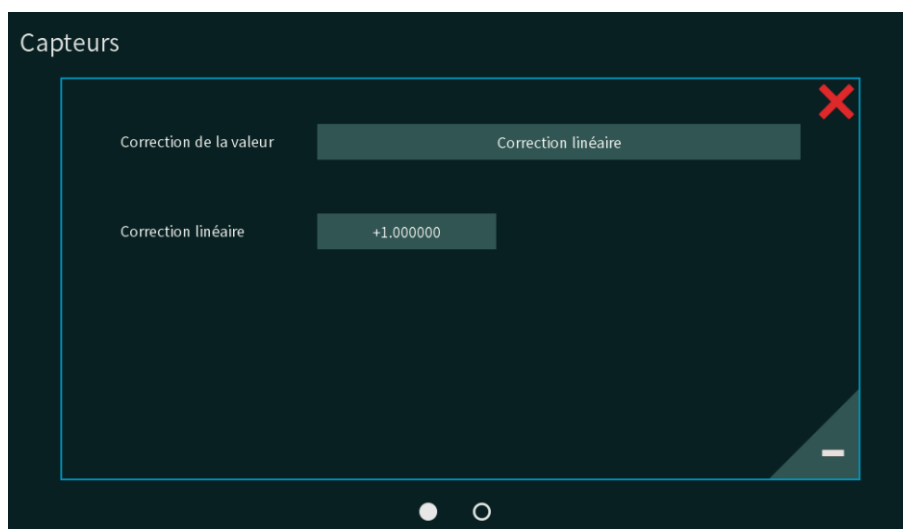 Capteurs
Correction de la valeur Correction linéaire
Correction linéaire +1.000000